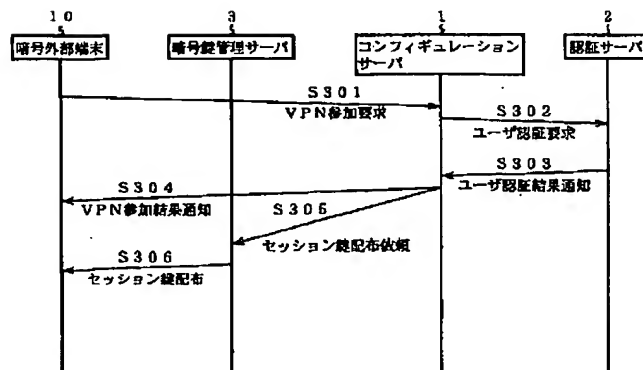 10
3
1
2
暗号外部端末
暗号鍵管理サーバ
コンフィギュレーション
サーバ
認証サーバ
S301
VPN参加要求
S302
ユーザ認証要求
S303
ユーザ認証結果通知
S304
VPN参加結果通知
S305
セッション鍵配布依頼
S306
セッション鍵配布